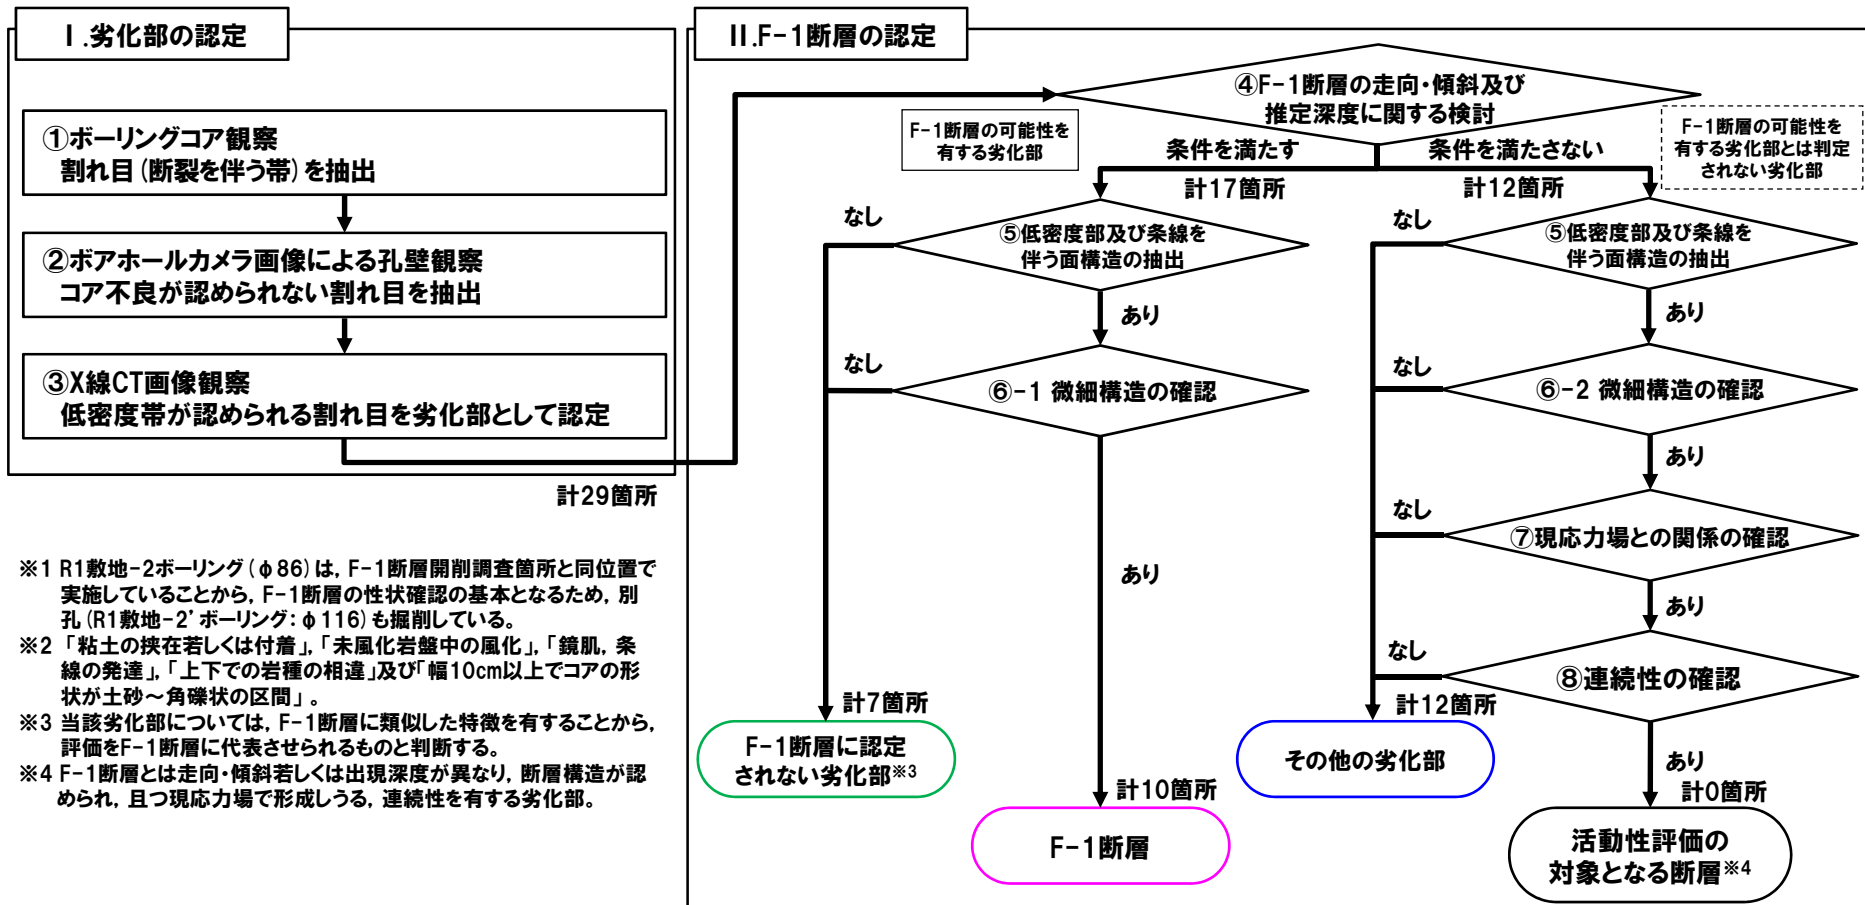 Ⅰ.劣化部の認定
①ボーリングコア観察
割れ目(断裂を伴う帯)を抽出
②ボアホールカメラ画像による孔壁観察
コア不良が認められない割れ目を抽出
③X線CT画像観察
低密度帯が認められる割れ目を劣化部として認定
計29箇所
※1 R1敷地-2ボーリング(φ86)は，F-1断層開削調査箇所と同位置で
実施していることから，F-1断層の性状確認の基本となるため，別
孔(R1敷地-2’ボーリング：φ116)も掘削している。
※2 「粘土の挟在若しくは付着」，「未風化岩盤中の風化」，「鏡肌，条
線の発達」，「上下での岩種の相違」及び「幅10cm以上でコアの形
状が土砂～角礫状の区間」。
※3 当該劣化部については，F-1断層に類似した特徴を有することから，
評価をF-1断層に代表させられるものと判断する。
※4 F-1断層とは走向・傾斜若しくは出現深度が異なり，断層構造が認
められ，且つ現応力場で形成しうる，連続性を有する劣化部。
Ⅱ.F-1断層の認定
④F-1断層の走向・傾斜及び
推定深度に関する検討
F-1断層の可能性を
有する劣化部
条件を満たす
条件を満たさない
F-1断層の可能性を
有する劣化部とは判定
されない劣化部
計17箇所
計12箇所
なし
⑤低密度部及び条線を
伴う面構造の抽出
あり
なし
⑥-1 微細構造の確認
あり
計7箇所
F-1断層に認定
されない劣化部※3
計10箇所
F-1断層
なし
⑤低密度部及び条線を
伴う面構造の抽出
あり
なし
⑥-2 微細構造の確認
あり
なし
⑦現応力場との関係の確認
あり
なし
⑧連続性の確認
計12箇所
その他の劣化部
あり
計0箇所
活動性評価の
対象となる断層※4